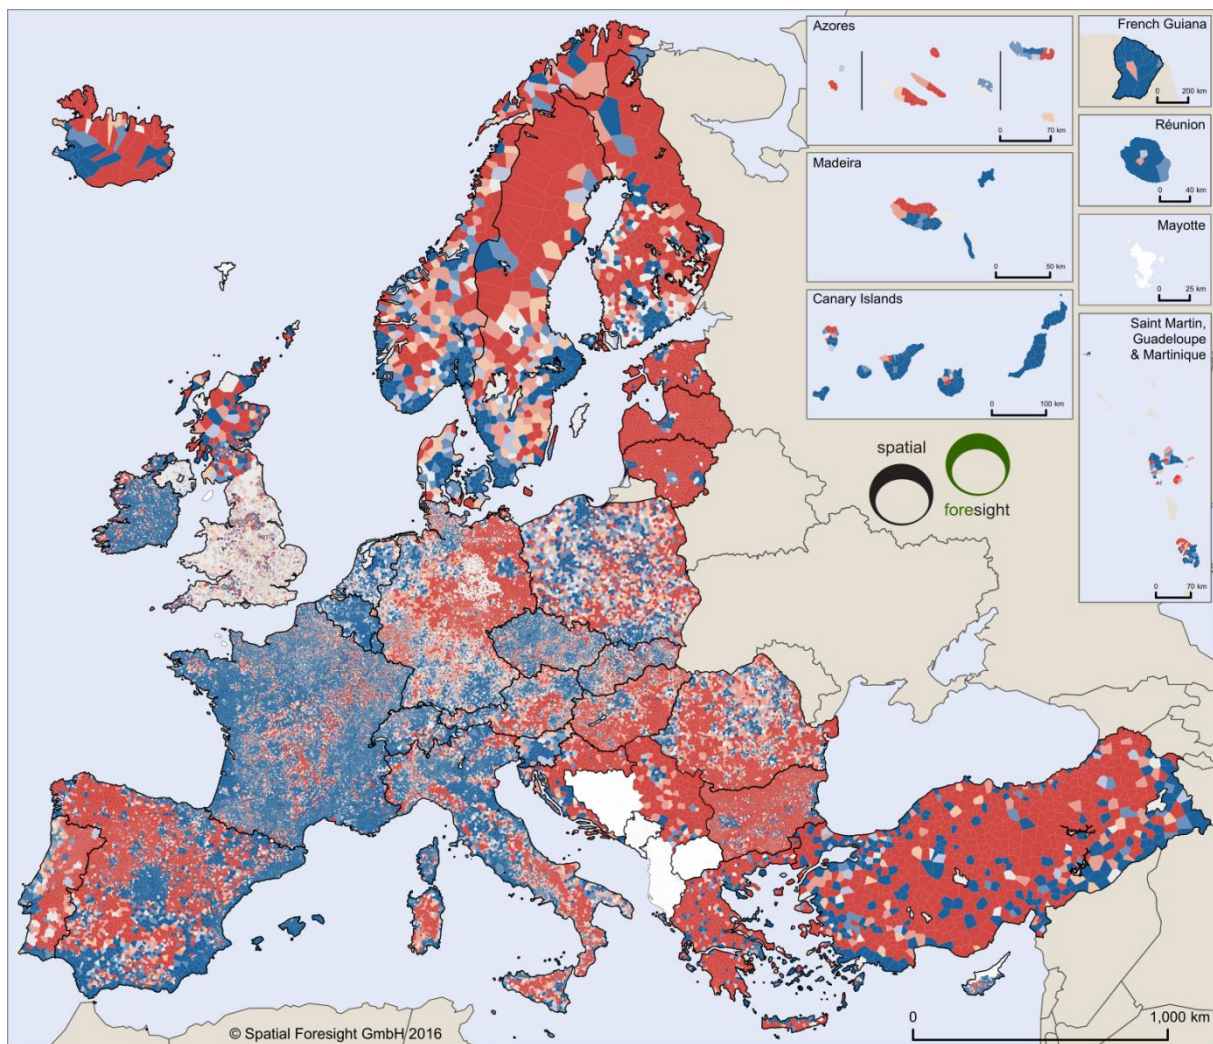 Azores
0
70 km
French Guiana
0
200 km
Réunion
0
40 km
Madeira
0
50 km
Mayotte
0
25 km
Canary Islands
0
100 km
Saint Martin,
Guadeloupe
& Martinique
0
70 km
spatial
foresight
© Spatial Foresight GmbH 2016
0
1,000 km